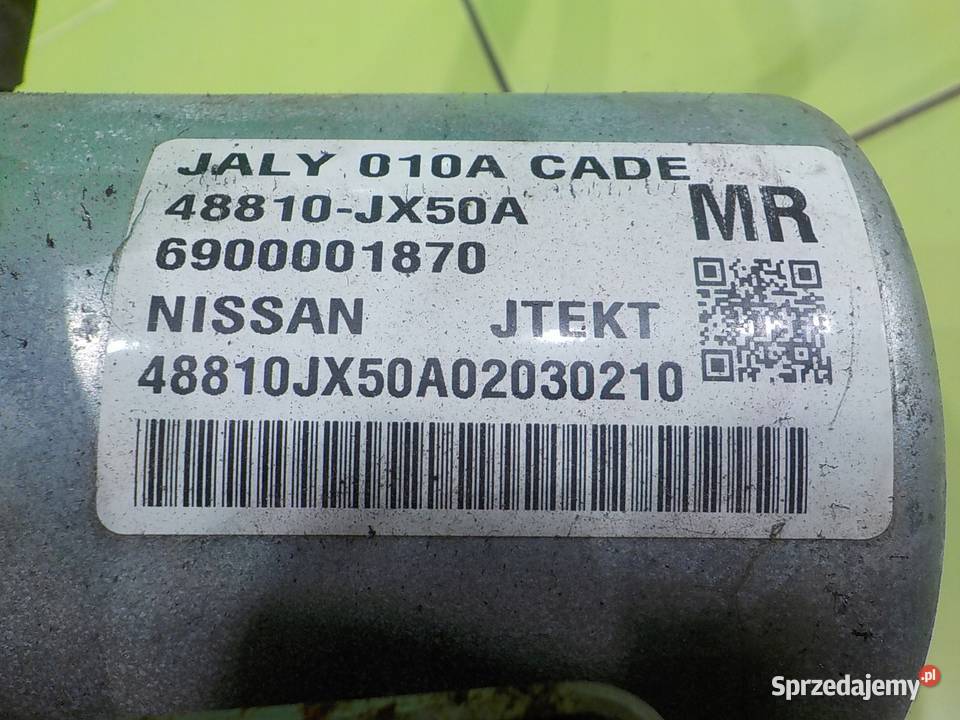 JALY 010A CADE
48810-JX50A
MR
6900001870
NISSAN JTEKT
48810JX50A02030210
Sprzedajemy.pl